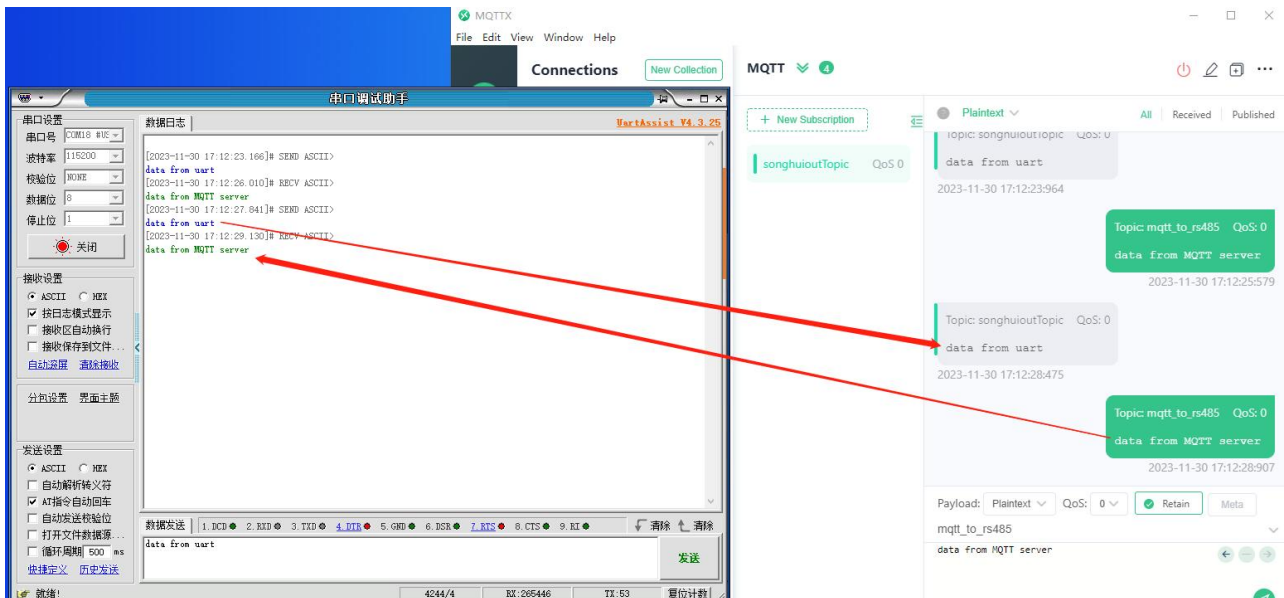 MQTTX
File Edit View Window Help
Connections
New Collection
MQTT
4
串口调试助手
串口设置
串口号 COM18 #US
波特率 115200
校验位 NONE
数据位 8
停止位 1
关闭
接收设置
ASCII HEX
按日志模式显示
接收区自动换行
接收保存到文件...
自动滚屏 清除接收
分包设置 界面主题
发送设置
ASCII HEX
自动解析转义符
AT指令自动回车
自动发送校验位
打开文件数据源...
循环周期 500 ms
快捷定义 历史发送
数据日志
UartAssist V4.3.25
[2023-11-30 17:12:23.166]# SEND ASCII>
data from uart
[2023-11-30 17:12:26.010]# RECV ASCII>
data from MQTT server
[2023-11-30 17:12:27.841]# SEND ASCII>
data from uart
[2023-11-30 17:12:29.130]# RECV ASCII>
data from MQTT server
数据发送 1.DCD 2.RXD 3.TXD 4.DTR 5.GND 6.DSR 7.RTS 8.CTS 9.RI 清除 清除
data from uart
发送
就绪! 4244/4 RX:265446 TX:53 复位计数
+ New Subscription
songhuioutTopic QoS 0
Plaintext
All Received Published
Topic: songhuioutTopic QoS: 0
data from uart
2023-11-30 17:12:23:964
Topic: mqtt_to_rs485 QoS: 0
data from MQTT server
2023-11-30 17:12:25:579
Topic: songhuioutTopic QoS: 0
data from uart
2023-11-30 17:12:28:475
Topic: mqtt_to_rs485 QoS: 0
data from MQTT server
2023-11-30 17:12:28:907
Payload: Plaintext QoS: 0 Retain Meta
mqtt_to_rs485
data from MQTT server